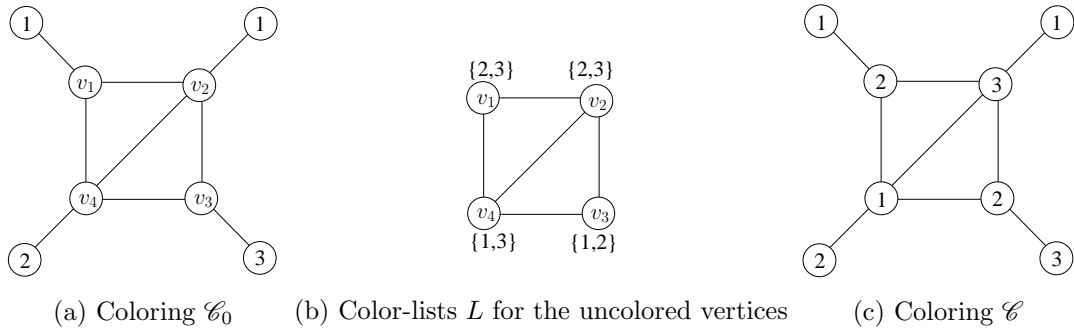 1 1 1 1
{2,3} {2,3}
v₁ v₂ v₁ v₂ 2 3
v₄ v₃ v₄ v₃ 1 2
{1,3} {1,2}
2 3 2 3
(a) Coloring 𝒞₀ (b) Color-lists L for the uncolored vertices (c) Coloring 𝒞